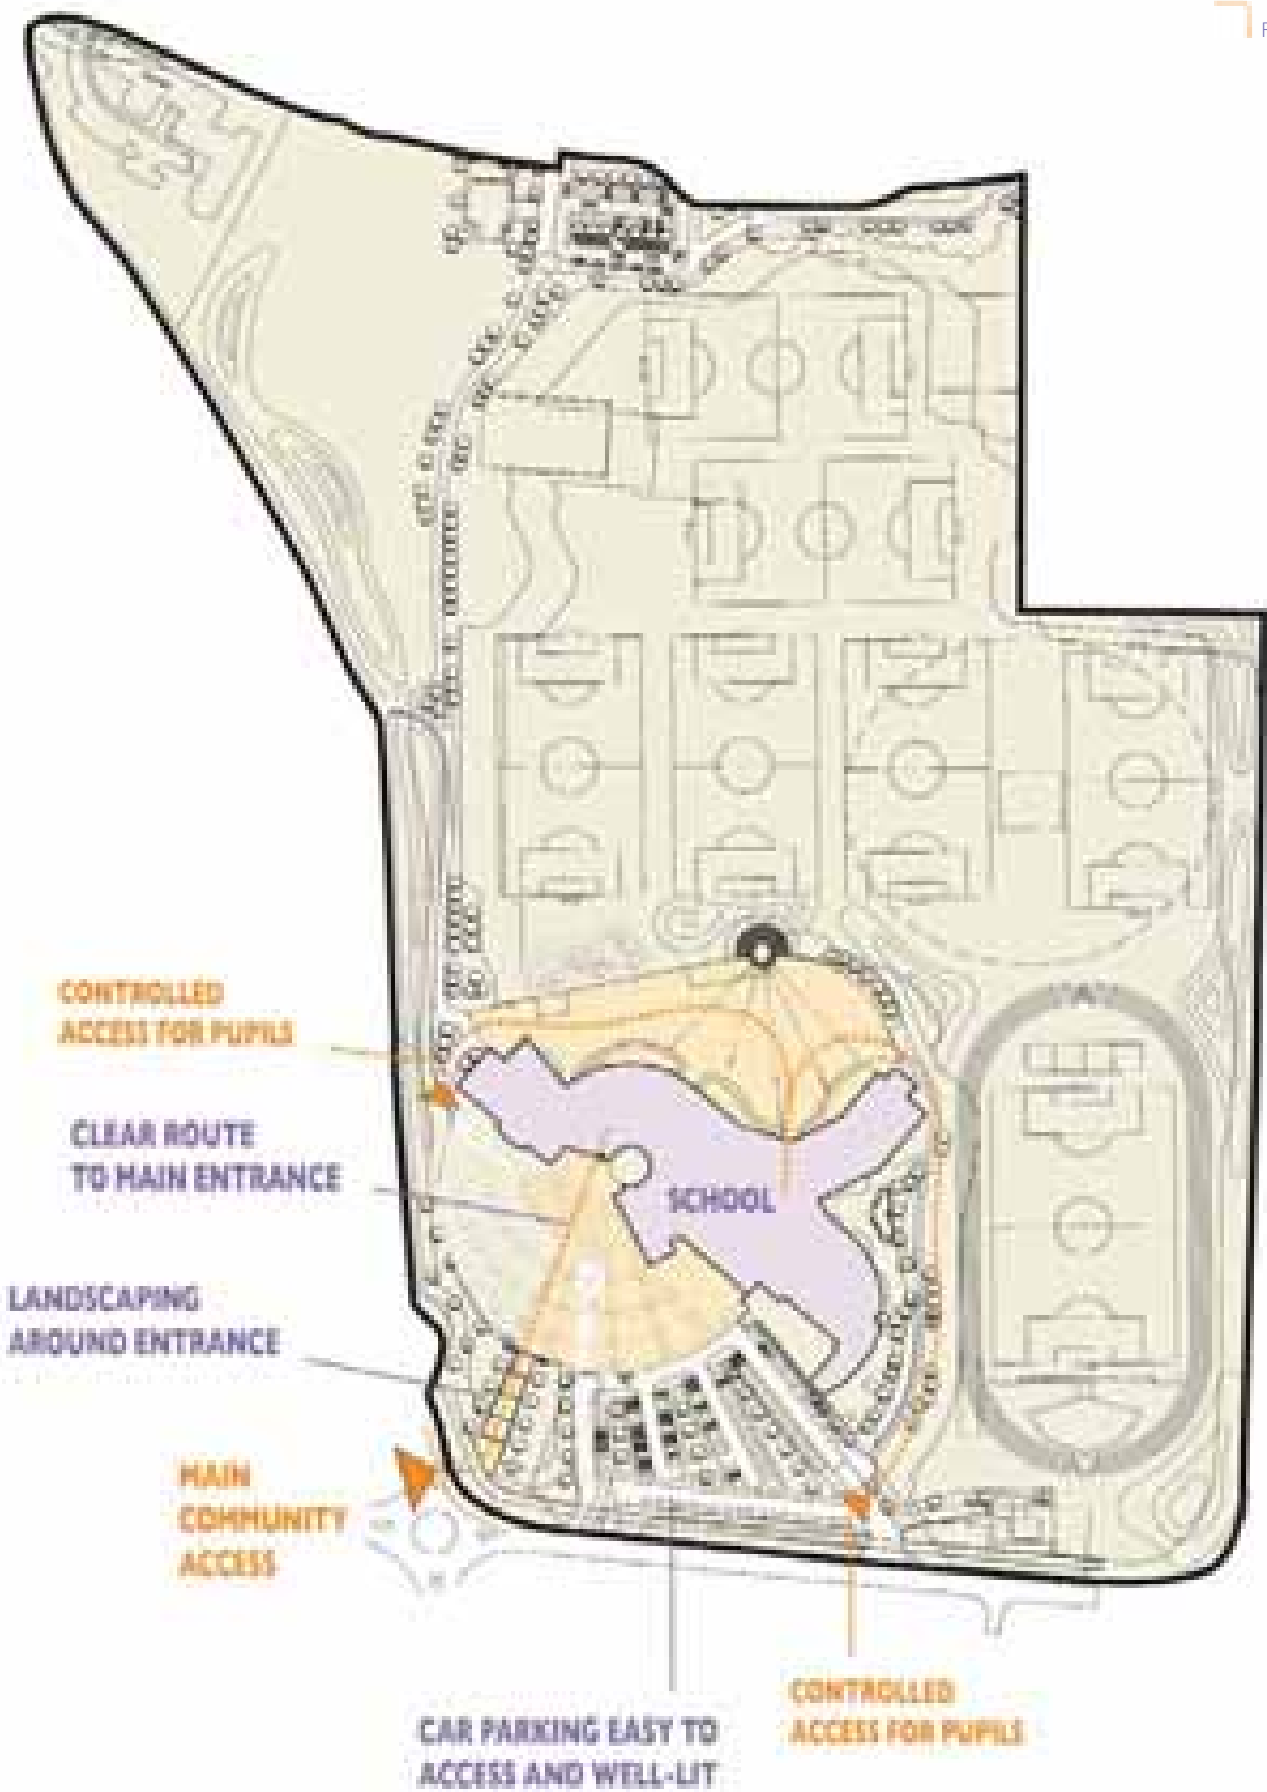 CONTROLLED
ACCESS FOR PUPILS
CLEAR ROUTE
TO MAIN ENTRANCE
SCHOOL
LANDSCAPING
AROUND ENTRANCE
MAIN
COMMUNITY
ACCESS
CONTROLLED
ACCESS FOR PUPILS
CAR PARKING EASY TO
ACCESS AND WELL-LIT